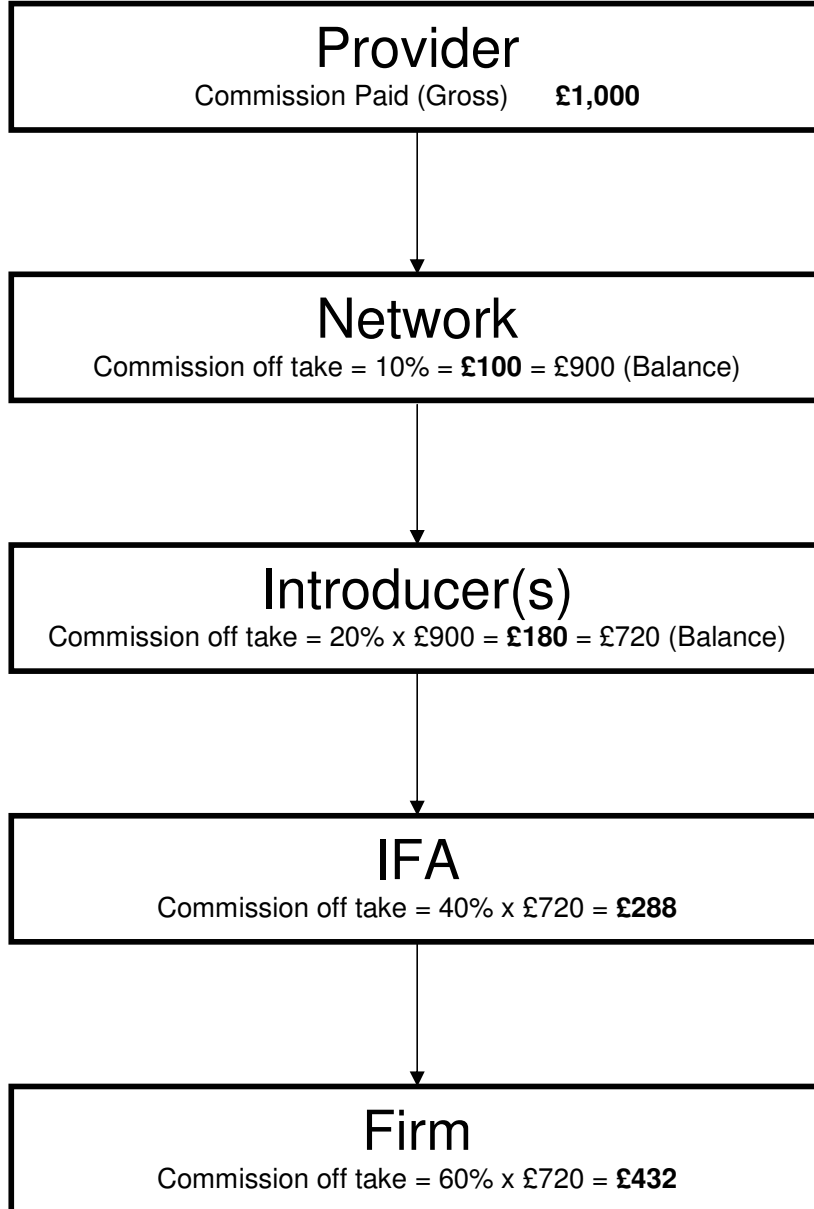 Provider
Commission Paid (Gross) £1,000
Network
Commission off take = 10% = £100 = £900 (Balance)
Introducer(s)
Commission off take = 20% x £900 = £180 = £720 (Balance)
IFA
Commission off take = 40% x £720 = £288
Firm
Commission off take = 60% x £720 = £432